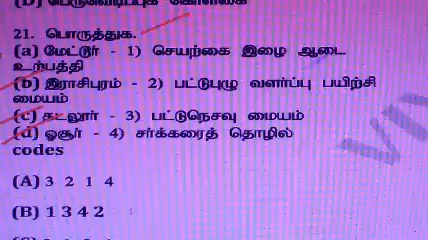 (D) பெருவெடிப்புக் கொள்கை
21. பொருத்துக.
(a) மேட்டூர் - 1) செயற்கை இழை ஆடை
உற்பத்தி
(b) இராசிபுரம் - 2) பட்டுபுழு வளர்ப்பு பயிற்சி
மையம்
(c) கடலூர் - 3) பட்டுநெசவு மையம்
(d) ஓசூர் - 4) சர்க்கரைத் தொழில்
codes
(A) 3 2 1 4
(B) 1 3 4 2